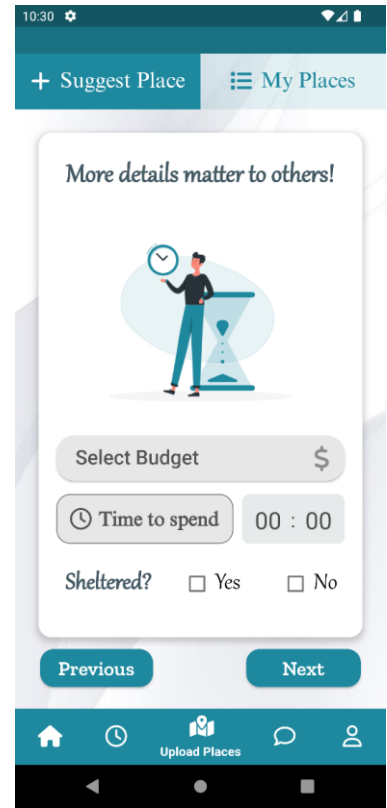 10:30
+ Suggest Place My Places
More details matter to others!
Select Budget $
Time to spend 00 : 00
Sheltered? Yes No
Previous Next
Upload Places